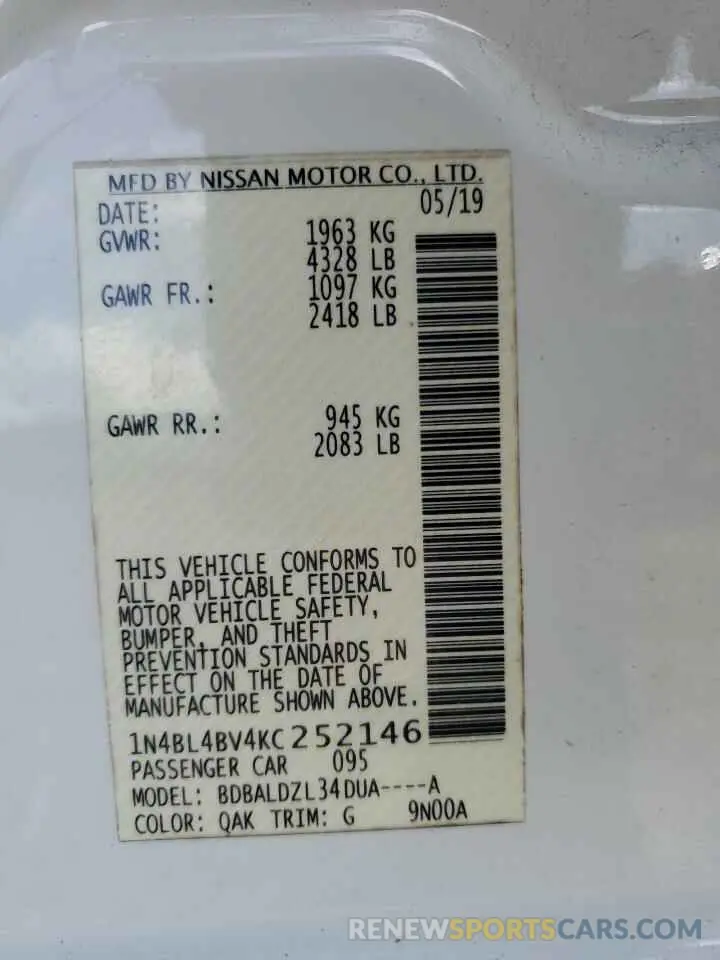 MFD BY NISSAN MOTOR CO., LTD.
DATE: 05/19
GVWR: 1963 KG
4328 LB
GAWR FR.: 1097 KG
2418 LB
GAWR RR.: 945 KG
2083 LB
THIS VEHICLE CONFORMS TO
ALL APPLICABLE FEDERAL
MOTOR VEHICLE SAFETY,
BUMPER, AND THEFT
PREVENTION STANDARDS IN
EFFECT ON THE DATE OF
MANUFACTURE SHOWN ABOVE.
1N4BL4BV4KC252146
PASSENGER CAR 095
MODEL: BDBALDZL34DUA----A
COLOR: QAK TRIM: G 9N00A
RENEWSPORTSCARS.COM